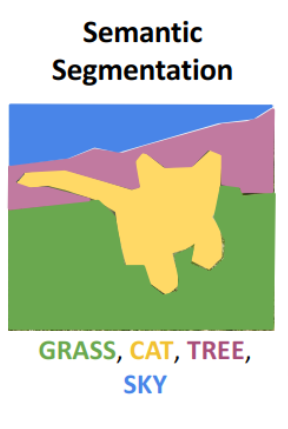 Semantic
Segmentation
GRASS, CAT, TREE,
SKY